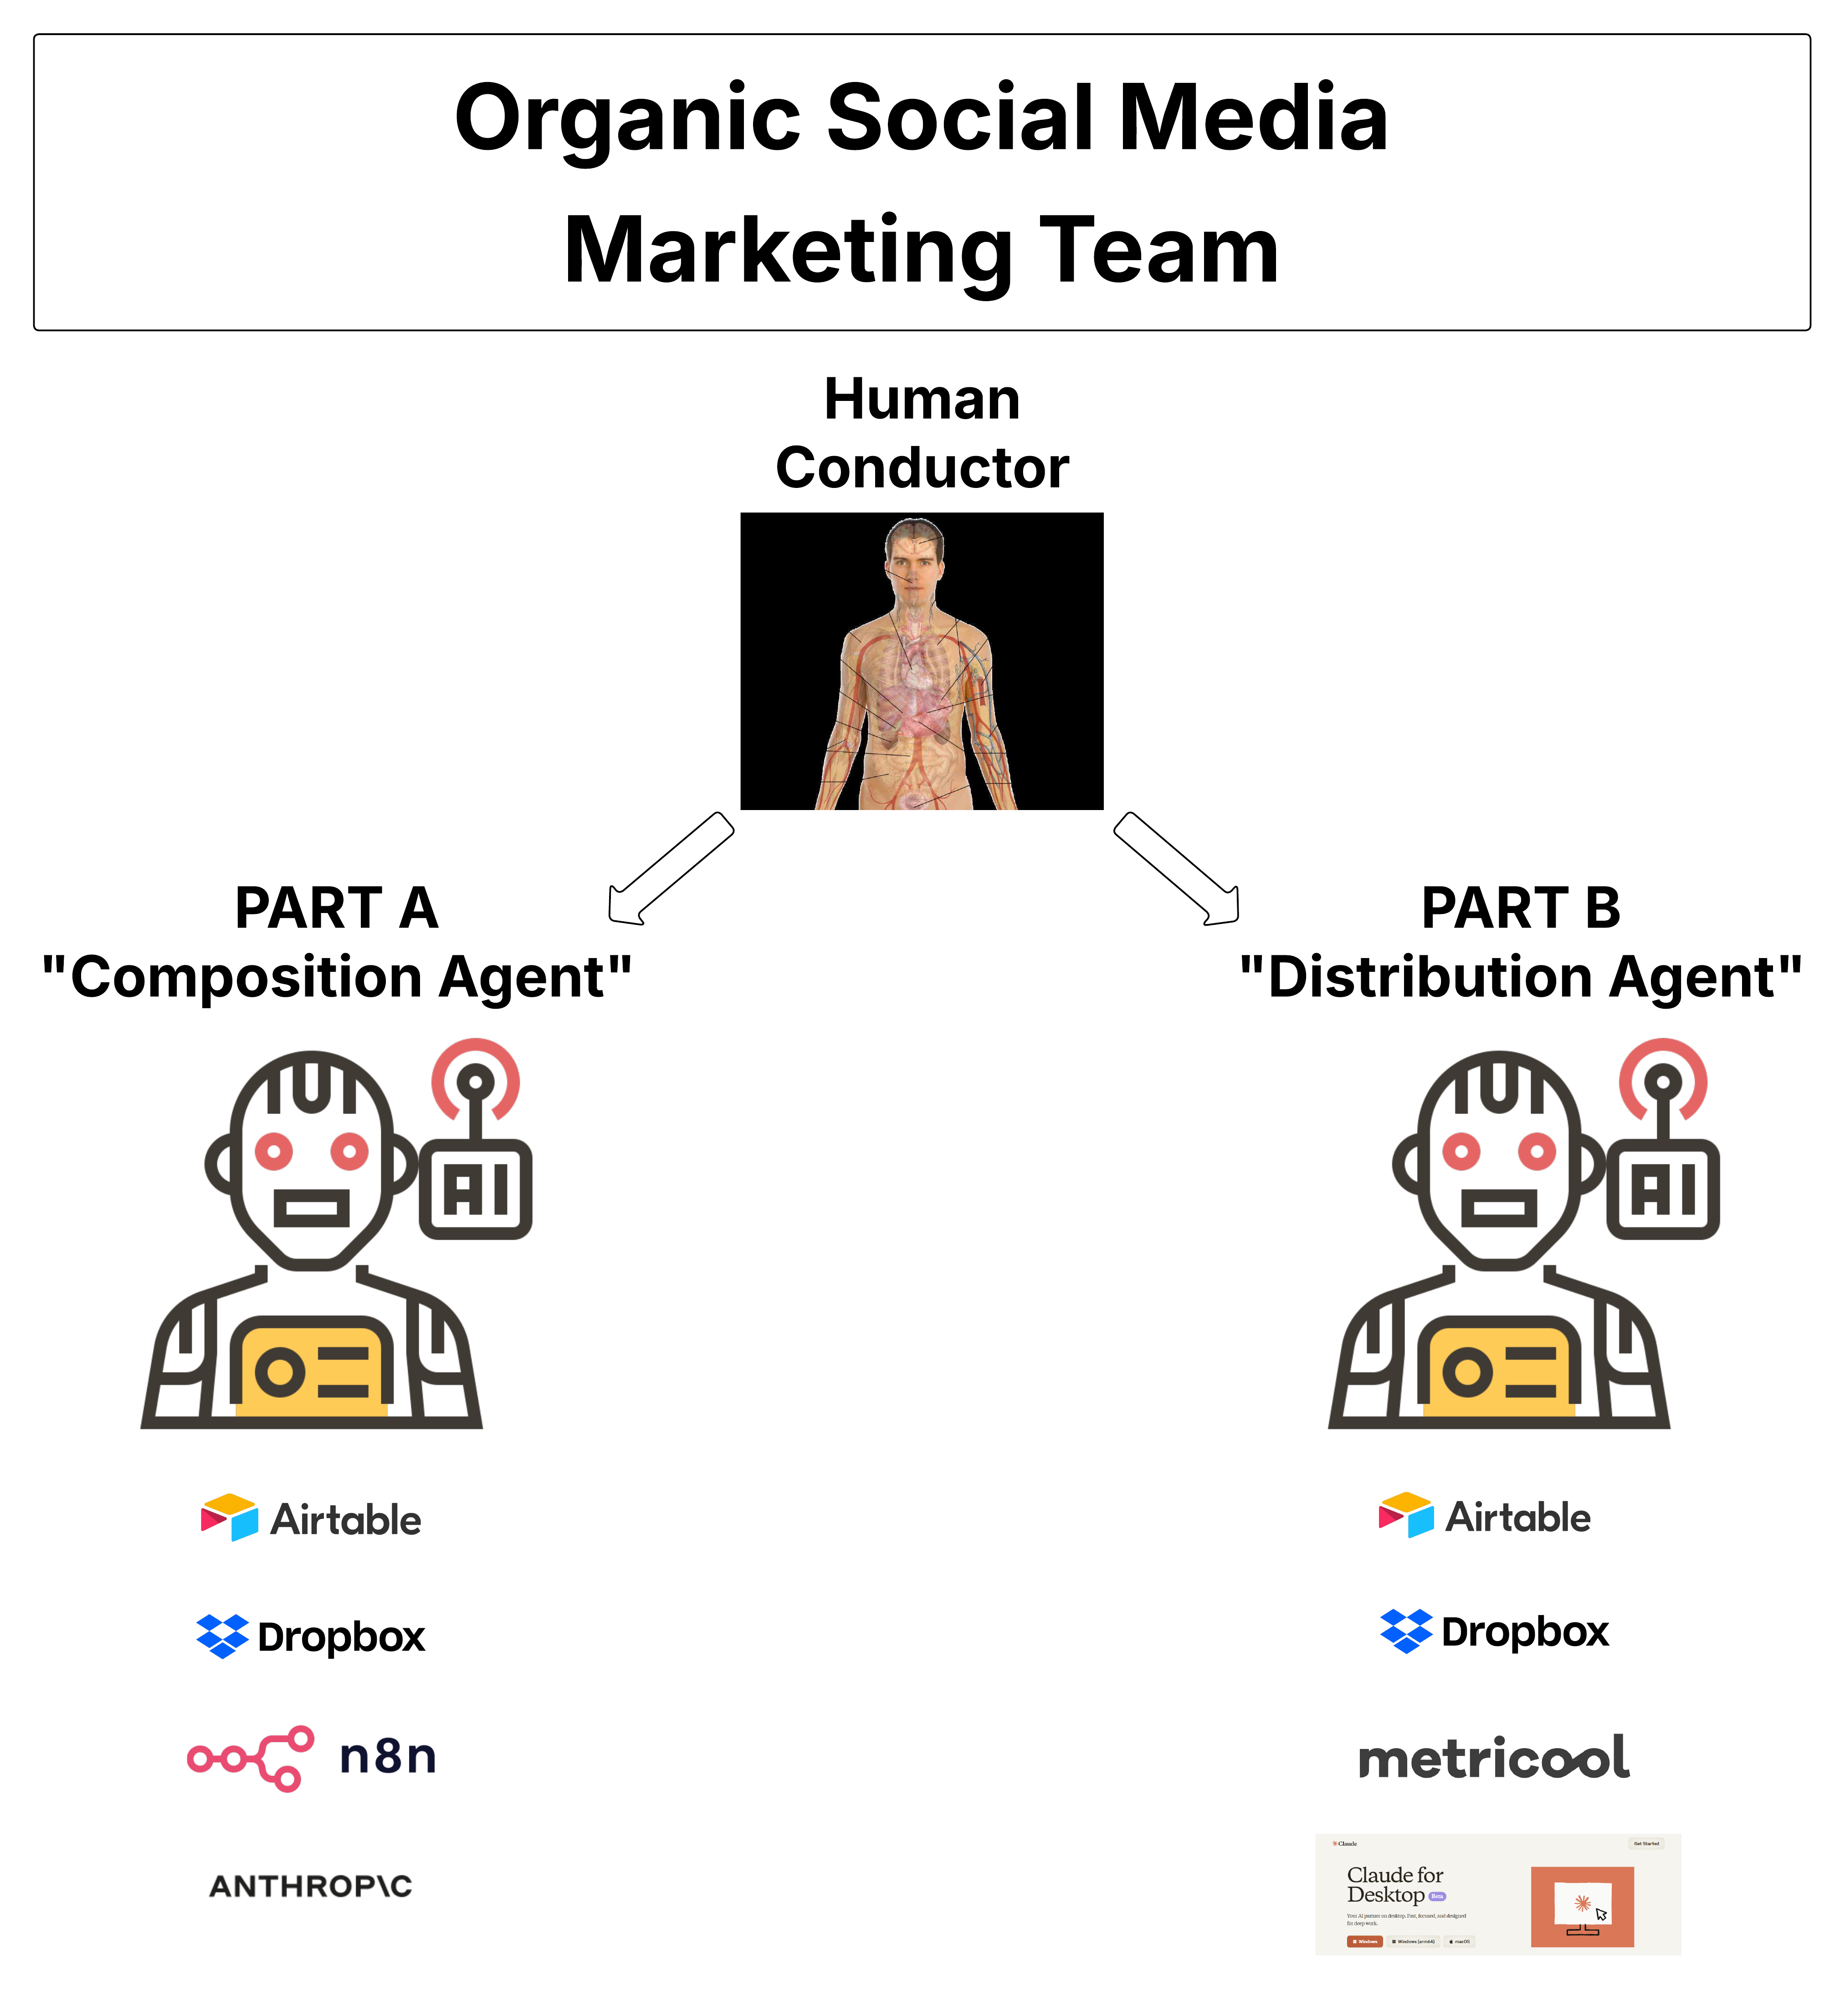 Organic Social Media
Marketing Team
Human
Conductor
PART A
"Composition Agent"
AI
Airtable
Dropbox
n8n
ANTHROP\C
PART B
"Distribution Agent"
AI
Airtable
Dropbox
metricool
Claude
Get Started
Claude for
Desktop Beta
Your AI partner on desktop. Fast, focused, and designed
for deep work.
Windows
Windows (arm64)
macOS